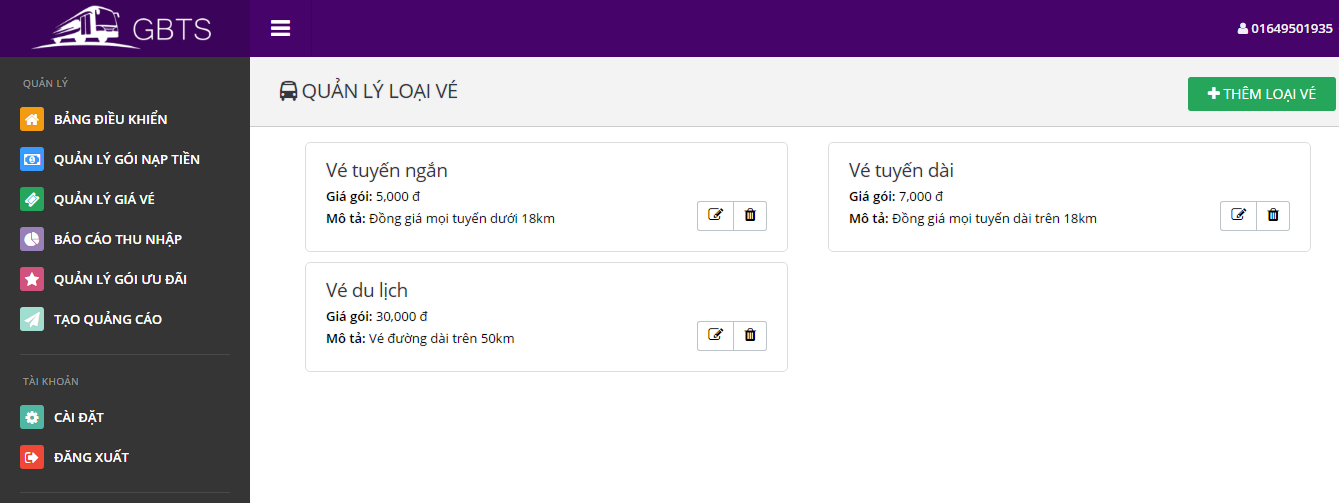 GBTS
01649501935
QUẢN LÝ
BẢNG ĐIỀU KHIỂN
QUẢN LÝ GÓI NẠP TIỀN
QUẢN LÝ GIÁ VÉ
BÁO CÁO THU NHẬP
QUẢN LÝ GÓI ƯU ĐÃI
TẠO QUẢNG CÁO
TÀI KHOẢN
CÀI ĐẶT
ĐĂNG XUẤT
QUẢN LÝ LOẠI VÉ
THÊM LOẠI VÉ
Vé tuyến ngắn
Giá gói: 5,000 đ
Mô tả: Đồng giá mọi tuyến dưới 18km
Vé tuyến dài
Giá gói: 7,000 đ
Mô tả: Đồng giá mọi tuyến dài trên 18km
Vé du lịch
Giá gói: 30,000 đ
Mô tả: Vé đường dài trên 50km